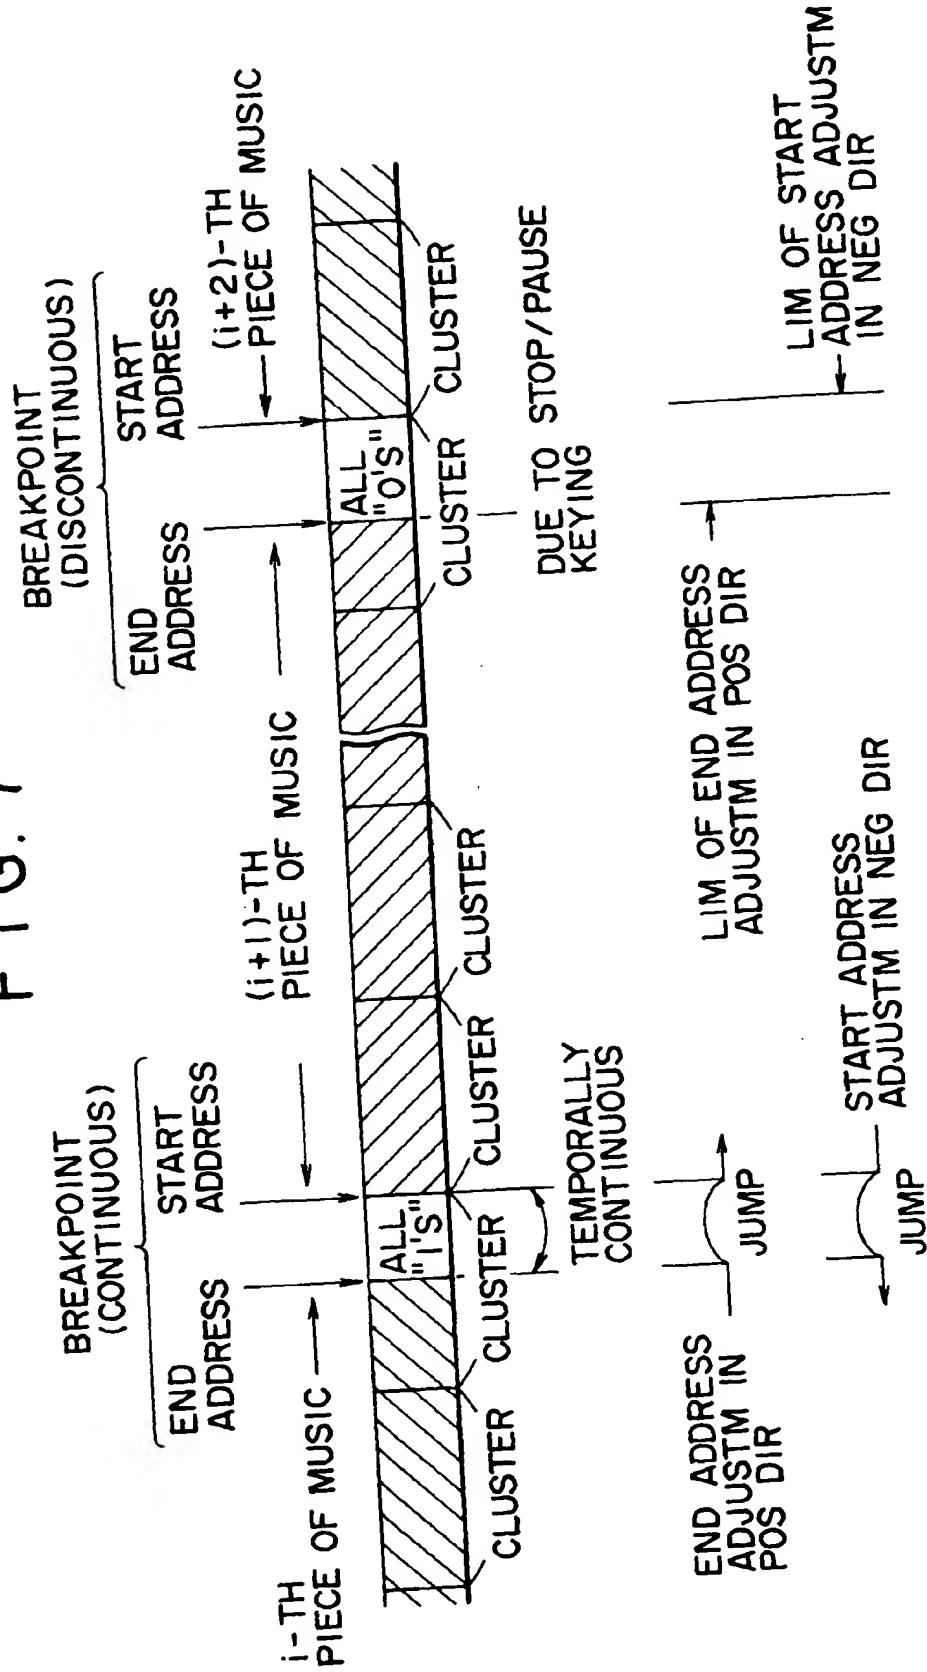 FIG. 7
BREAKPOINT
(CONTINUOUS)
END
ADDRESS
START
ADDRESS
BREAKPOINT
(DISCONTINUOUS)
END
ADDRESS
START
ADDRESS
i-TH
PIECE OF MUSIC
(i+1)-TH
PIECE OF MUSIC
(i+2)-TH
PIECE OF MUSIC
ALL
"1'S"
ALL
"0'S"
CLUSTER
CLUSTER
CLUSTER
CLUSTER
CLUSTER
CLUSTER
CLUSTER
TEMPORALLY
CONTINUOUS
DUE TO STOP/PAUSE
KEYING
END ADDRESS
ADJUSTM IN
POS DIR
JUMP
LIM OF END ADDRESS
ADJUSTM IN POS DIR
LIM OF START
ADDRESS ADJUSTM
IN NEG DIR
JUMP
START ADDRESS
ADJUSTM IN NEG DIR